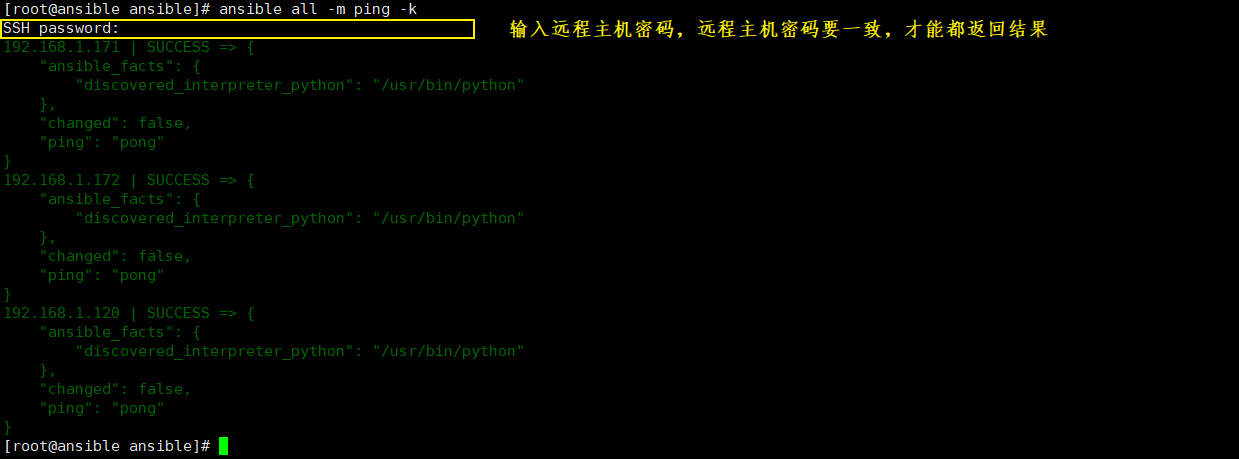 [root@ansible ansible]# ansible all -m ping -k
SSH password:
输入远程主机密码，远程主机密码要一致，才能都返回结果
192.168.1.171 | SUCCESS => {
    "ansible_facts": {
        "discovered_interpreter_python": "/usr/bin/python"
    },
    "changed": false,
    "ping": "pong"
}
192.168.1.172 | SUCCESS => {
    "ansible_facts": {
        "discovered_interpreter_python": "/usr/bin/python"
    },
    "changed": false,
    "ping": "pong"
}
192.168.1.120 | SUCCESS => {
    "ansible_facts": {
        "discovered_interpreter_python": "/usr/bin/python"
    },
    "changed": false,
    "ping": "pong"
}
[root@ansible ansible]#